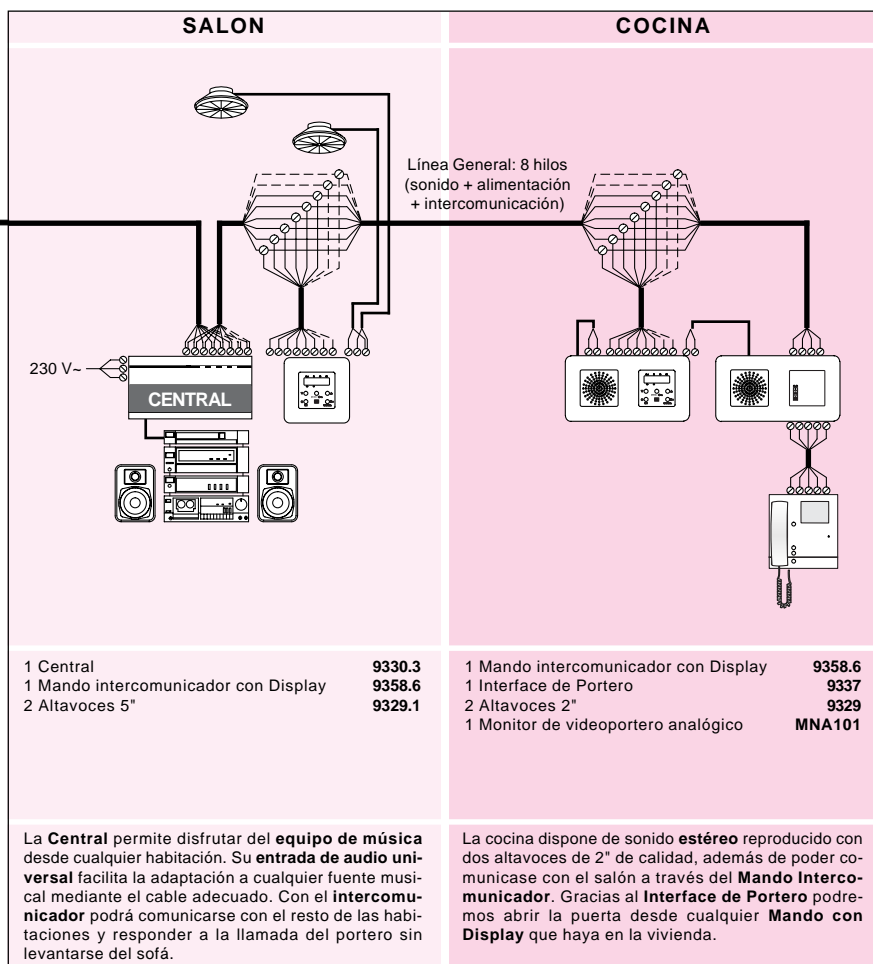 SALON
COCINA
Línea General: 8 hilos
(sonido + alimentación
+ intercomunicación)
230 V~
CENTRAL
1 Central 9330.3
1 Mando intercomunicador con Display 9358.6
2 Altavoces 5" 9329.1
1 Mando intercomunicador con Display 9358.6
1 Interface de Portero 9337
2 Altavoces 2" 9329
1 Monitor de videoportero analógico MNA101
La Central permite disfrutar del equipo de música
desde cualquier habitación. Su entrada de audio uni-
versal facilita la adaptación a cualquier fuente musi-
cal mediante el cable adecuado. Con el intercomu-
nicador podrá comunicarse con el resto de las habi-
taciones y responder a la llamada del portero sin
levantarse del sofá.
La cocina dispone de sonido estéreo reproducido con
dos altavoces de 2" de calidad, además de poder co-
municase con el salón a través del Mando Interco-
municador. Gracias al Interface de Portero podre-
mos abrir la puerta desde cualquier Mando con
Display que haya en la vivienda.